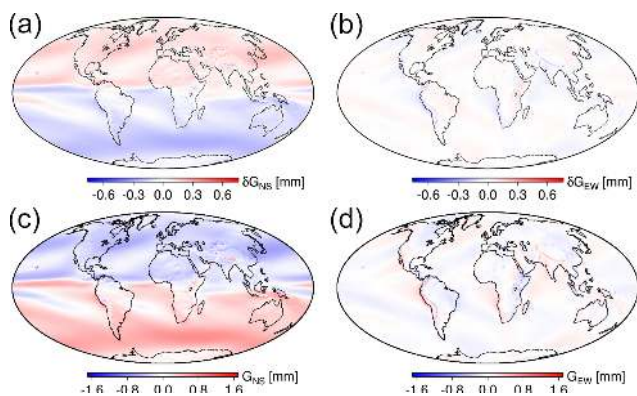 (a)
(b)
-0.6 -0.3 0.0 0.3 0.6 δG_NS [mm]
-0.6 -0.3 0.0 0.3 0.6 δG_EW [mm]
(c)
(d)
-1.6 -0.8 0.0 0.8 1.6 G_NS [mm]
-1.6 -0.8 0.0 0.8 1.6 G_EW [mm]